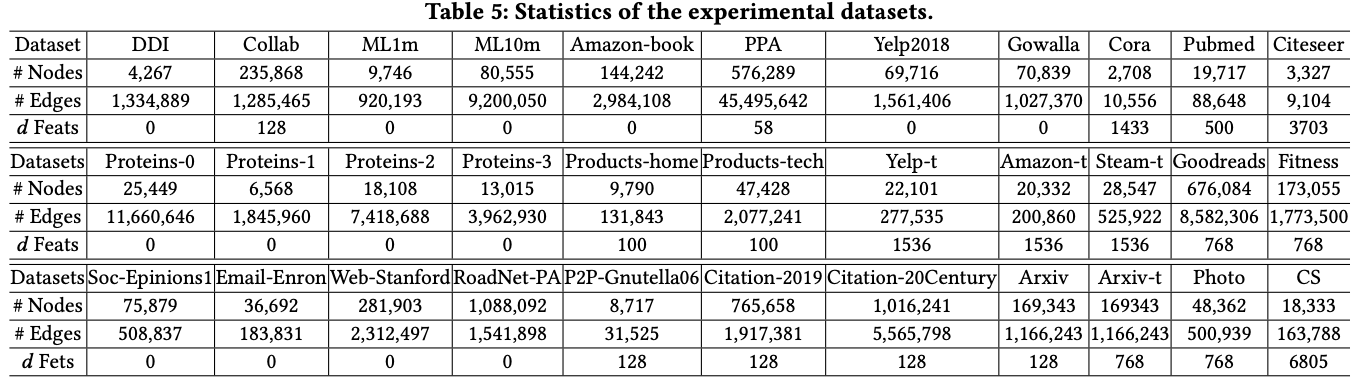 Table 5: Statistics of the experimental datasets.
Dataset DDI Collab ML1m ML10m Amazon-book PPA Yelp2018 Gowalla Cora Pubmed Citeseer
# Nodes 4,267 235,868 9,746 80,555 144,242 576,289 69,716 70,839 2,708 19,717 3,327
# Edges 1,334,889 1,285,465 920,193 9,200,050 2,984,108 45,495,642 1,561,406 1,027,370 10,556 88,648 9,104
d Feats 0 128 0 0 0 58 0 0 1433 500 3703
Datasets Proteins-0 Proteins-1 Proteins-2 Proteins-3 Products-home Products-tech Yelp-t Amazon-t Steam-t Goodreads Fitness
# Nodes 25,449 6,568 18,108 13,015 9,790 47,428 22,101 20,332 28,547 676,084 173,055
# Edges 11,660,646 1,845,960 7,418,688 3,962,930 131,843 2,077,241 277,535 200,860 525,922 8,582,306 1,773,500
d Feats 0 0 0 0 100 100 1536 1536 1536 768 768
Datasets Soc-Epinions1 Email-Enron Web-Stanford RoadNet-PA P2P-Gnutella06 Citation-2019 Citation-20Century Arxiv Arxiv-t Photo CS
# Nodes 75,879 36,692 281,903 1,088,092 8,717 765,658 1,016,241 169,343 169343 48,362 18,333
# Edges 508,837 183,831 2,312,497 1,541,898 31,525 1,917,381 5,565,798 1,166,243 1,166,243 500,939 163,788
d Fets 0 0 0 0 128 128 128 128 768 768 6805